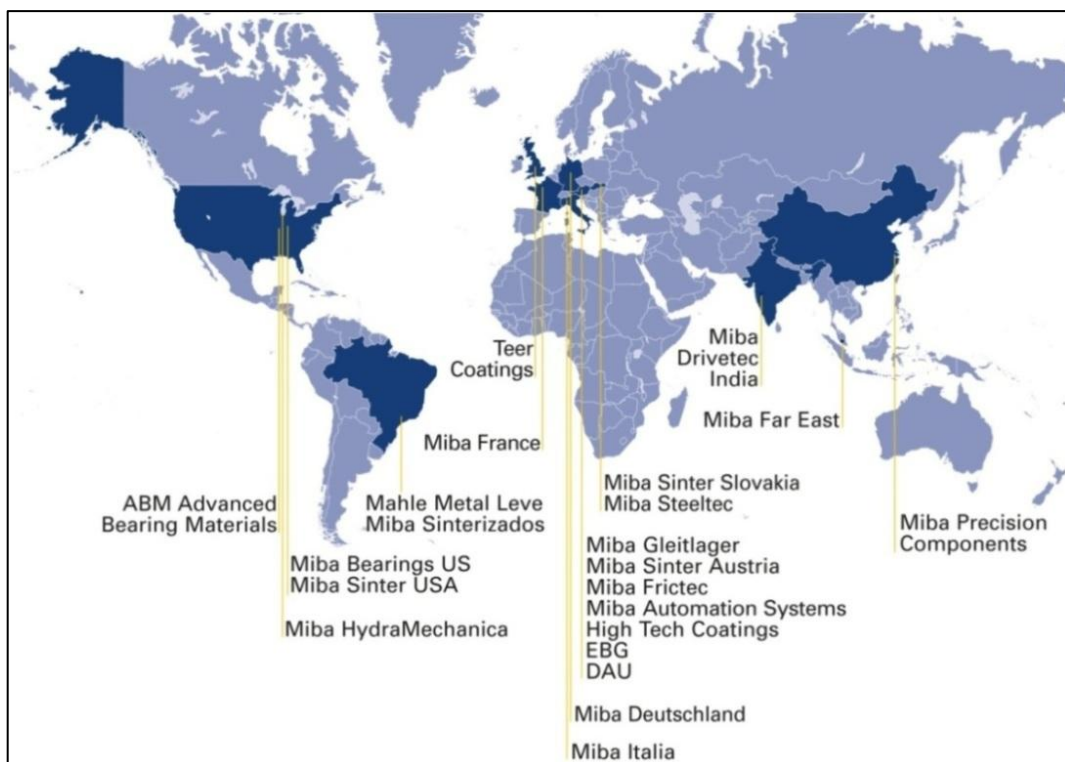 Teer
Coatings
Miba
Drivetec
India
Miba Far East
Miba France
Miba Sinter Slovakia
Miba Steeltec
ABM Advanced
Bearing Materials
Mahle Metal Leve
Miba Sinterizados
Miba Precision
Components
Miba Bearings US
Miba Sinter USA
Miba Gleitlager
Miba Sinter Austria
Miba Frictec
Miba Automation Systems
High Tech Coatings
EBG
DAU
Miba HydraMechanica
Miba Deutschland
Miba Italia